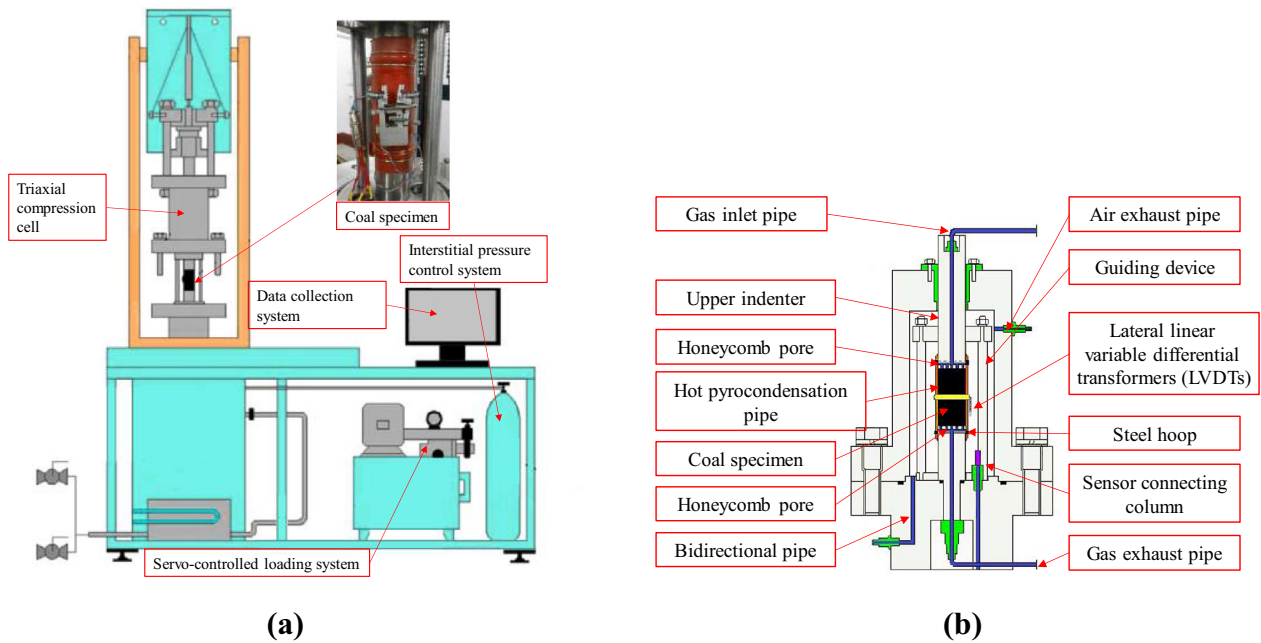 Triaxial
compression
cell
Coal specimen
Interstitial pressure
control system
Data collection
system
Servo-controlled loading system
(a)
Gas inlet pipe
Upper indenter
Honeycomb pore
Hot pyrocondensation
pipe
Coal specimen
Honeycomb pore
Bidirectional pipe
Air exhaust pipe
Guiding device
Lateral linear
variable differential
transformers (LVDTs)
Steel hoop
Sensor connecting
column
Gas exhaust pipe
(b)